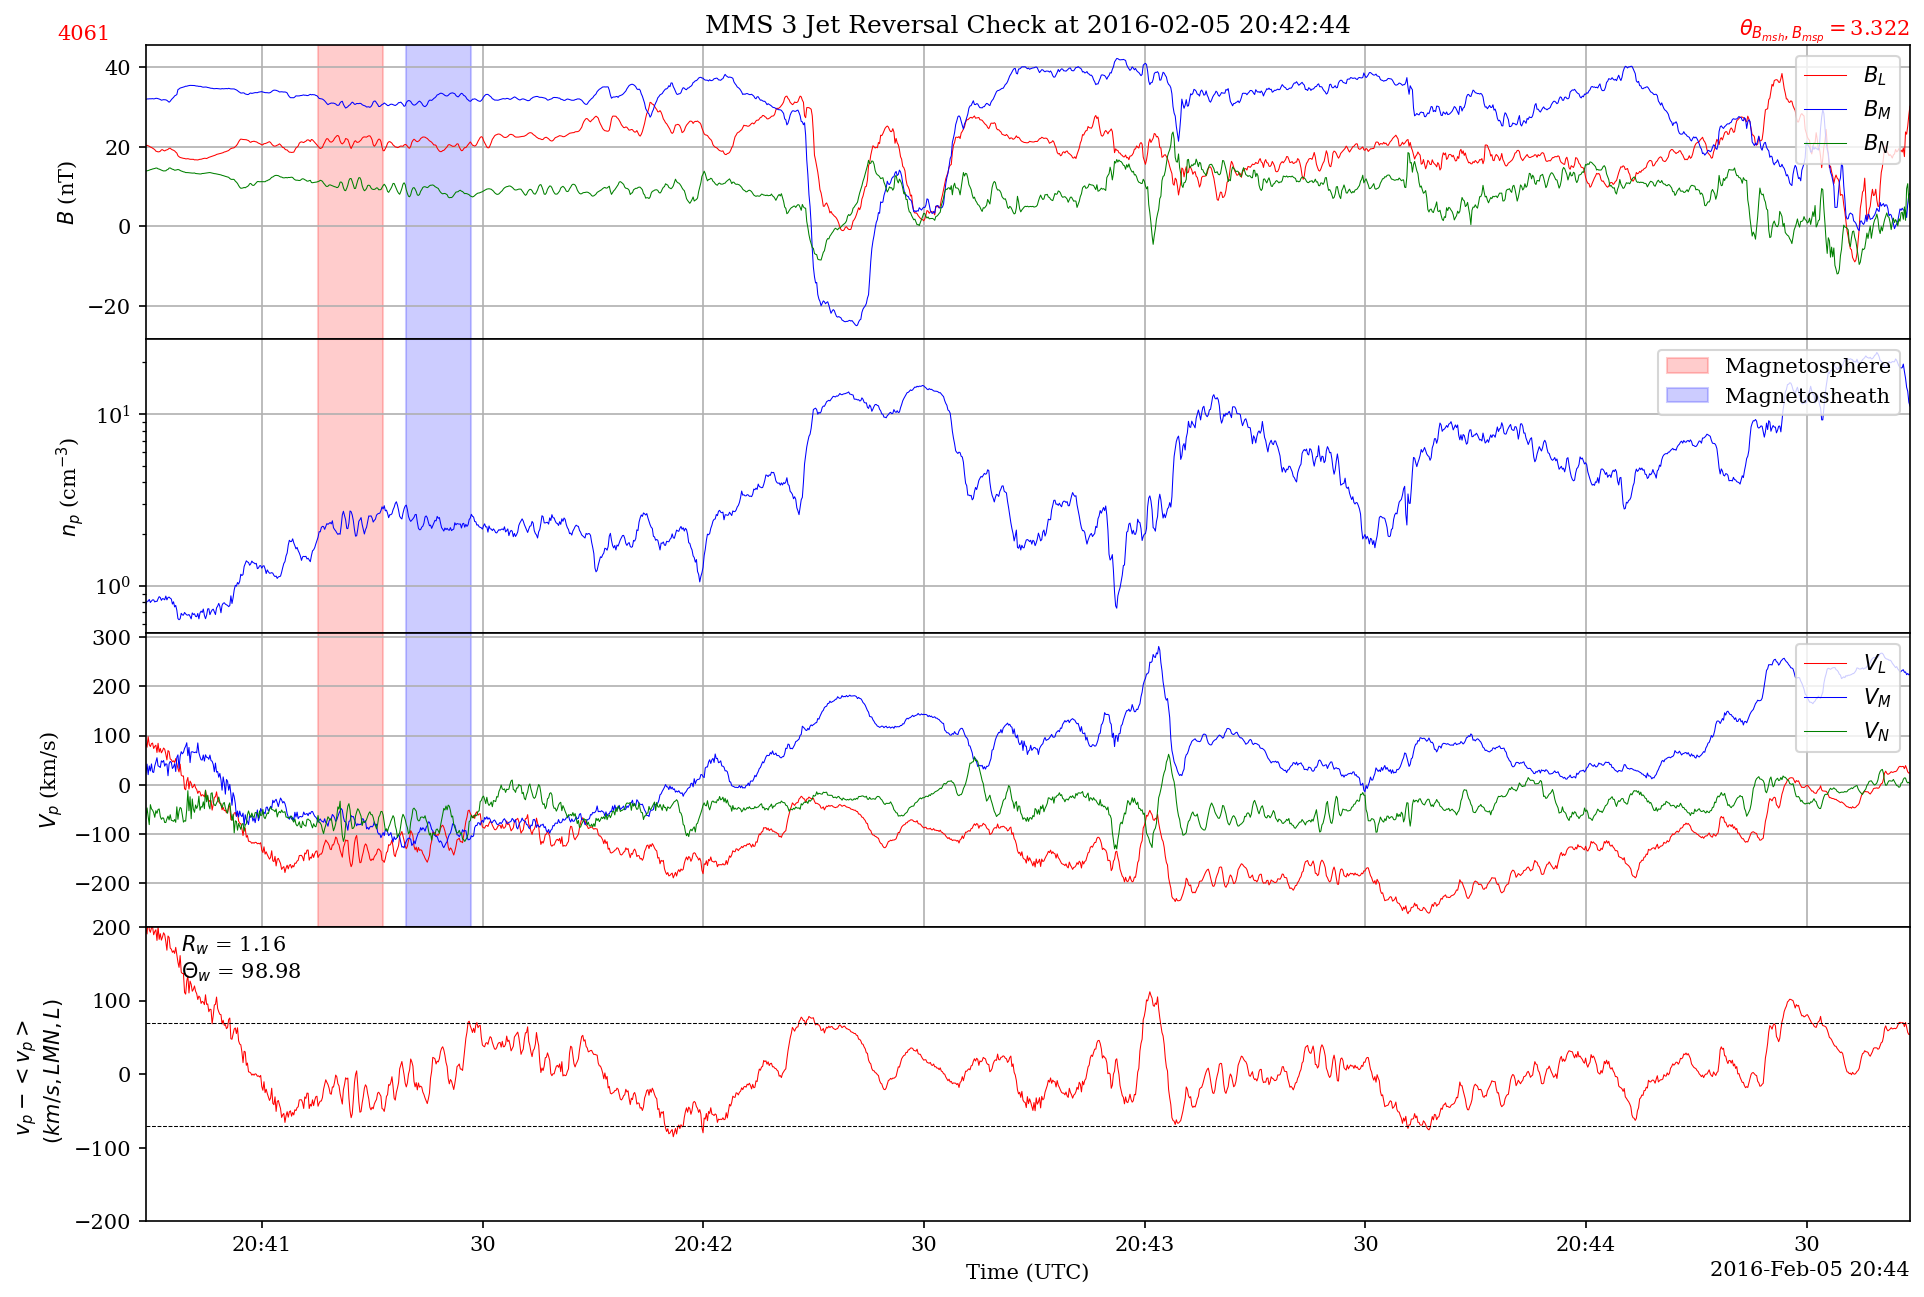 MMS 3 Jet Reversal Check at 2016-02-05 20:42:44
4061
θ_{B_{msh}, B_{msp}} = 3.322
40
20
0
−20
B (nT)
B_L
B_M
B_N
10^1
10^0
n_p (cm^{−3})
Magnetosphere
Magnetosheath
300
200
100
0
−100
−200
V_p (km/s)
V_L
V_M
V_N
200
100
0
−100
−200
v_p − <v_p>
(km/s, LMN, L)
R_w = 1.16
Θ_w = 98.98
20:41
30
20:42
30
20:43
30
20:44
30
Time (UTC)
2016-Feb-05 20:44